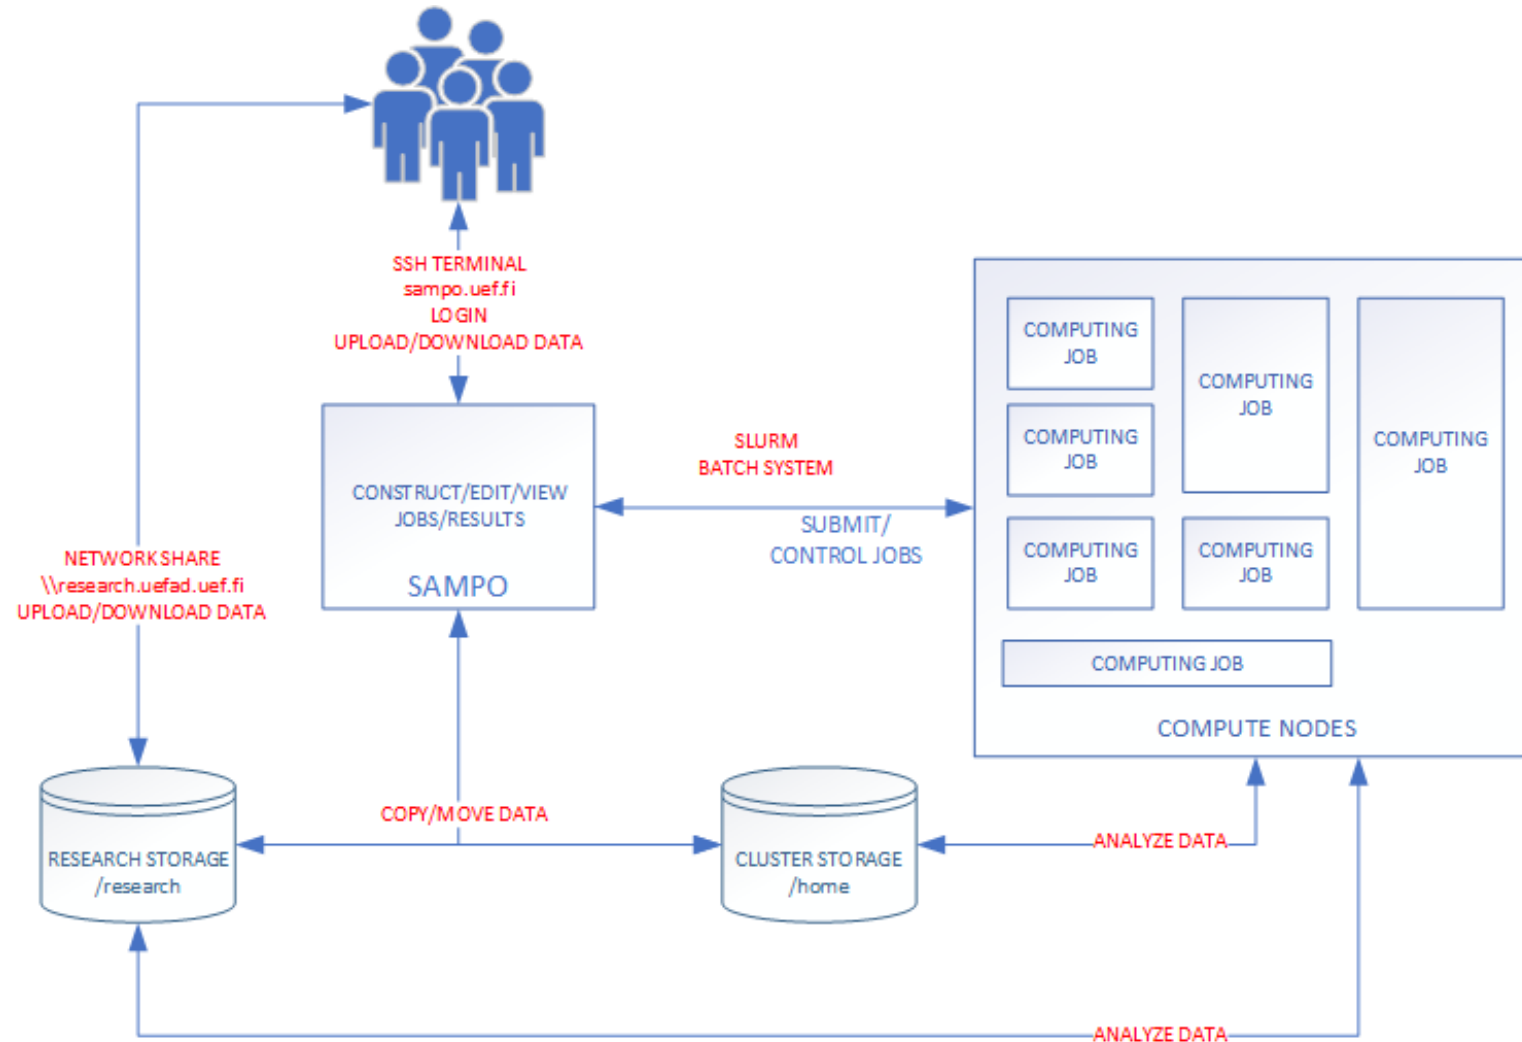 SSH TERMINAL
sampo.uef.fi
LOGIN
UPLOAD/DOWNLOAD DATA
NETWORK SHARE
\\research.uefad.uef.fi
UPLOAD/DOWNLOAD DATA
CONSTRUCT/EDIT/VIEW
JOBS/RESULTS
SAMPO
SLURM
BATCH SYSTEM
SUBMIT/
CONTROL JOBS
COMPUTING
JOB
COMPUTING
JOB
COMPUTING
JOB
COMPUTING
JOB
COMPUTING
JOB
COMPUTING
JOB
COMPUTING JOB
COMPUTE NODES
COPY/MOVE DATA
RESEARCH STORAGE
/research
CLUSTER STORAGE
/home
ANALYZE DATA
ANALYZE DATA